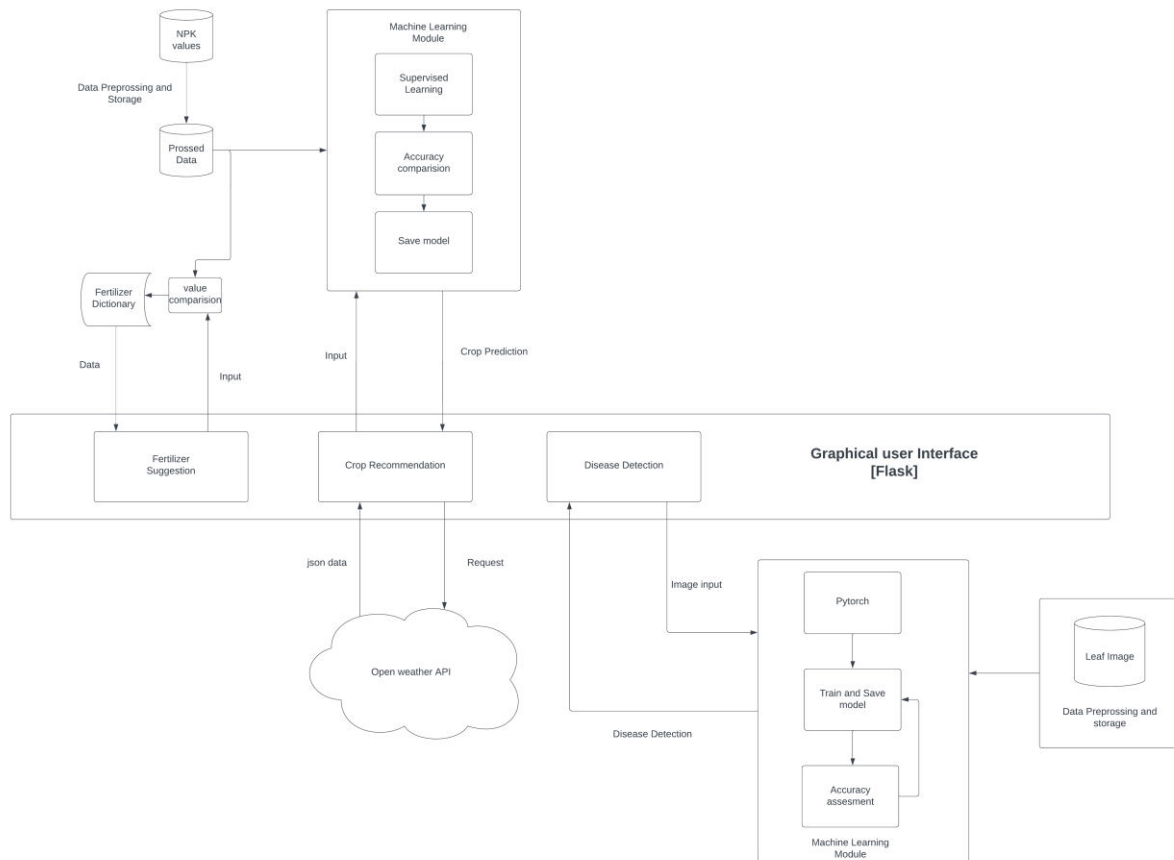 NPK
values
Machine Learning
Module
Supervised
Learning
Data Preprossing and
Storage
Prossed
Data
Accuracy
comparision
Save model
Fertilizer
Dictionary
value
comparision
Data
Input
Input
Crop Prediction
Fertilizer
Suggestion
Crop Recommendation
Disease Detection
Graphical user Interface
[Flask]
json data
Request
Image input
Open weather API
Pytorch
Leaf Image
Train and Save
model
Data Preprossing and
storage
Disease Detection
Accuracy
assesment
Machine Learning
Module